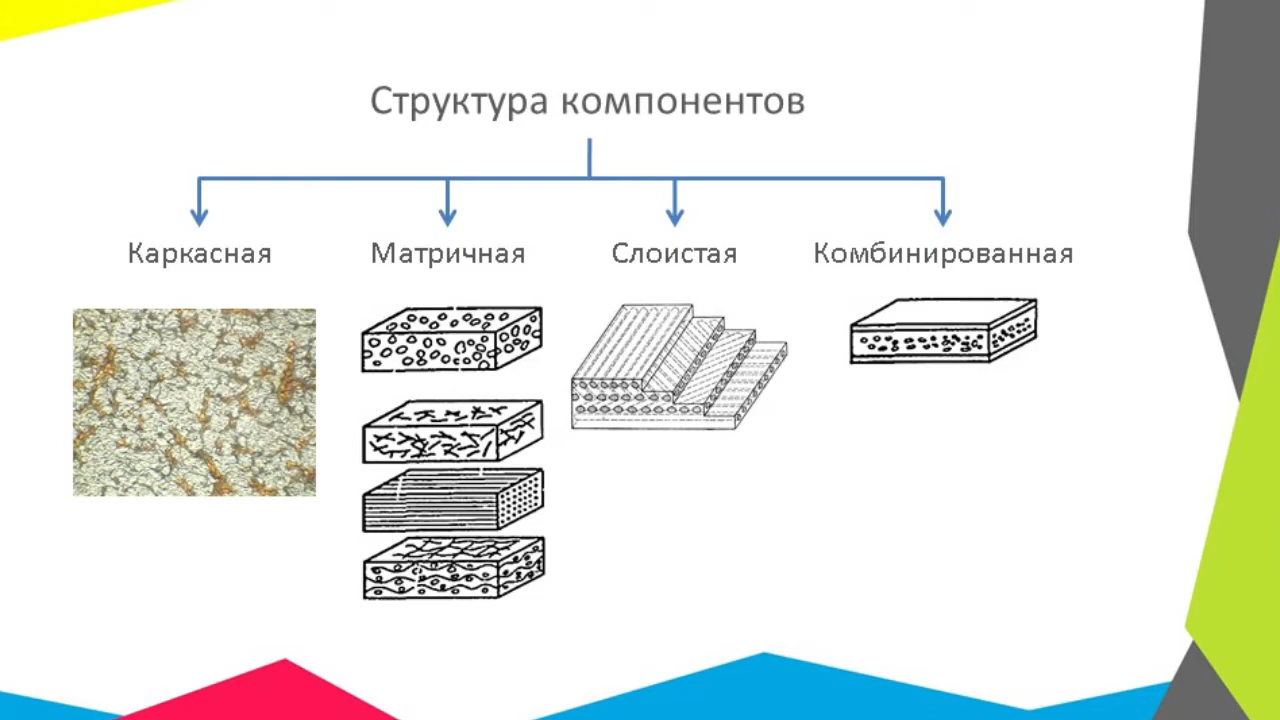 Структура компонентов
Каркасная
Матричная
Слоистая
Комбинированная